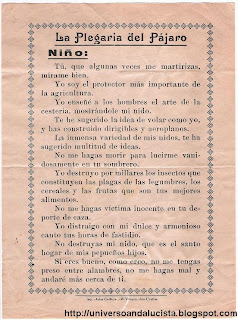 La Plegaria del Pájaro
Niño:
Tú, que algunas veces me martirizas,
mírame bien.
Yo soy el protector más importante de
la agricultura.
Yo enseñé a los hombres el arte de la
cestería, mostrándole mi nido.
Te he sugerido la idea de volar como yo,
y has construído dirigibles y aeroplanos.
La inmensa variedad de mis nidos, te ha
sugerido multitud de ideas.
No me hagas morir para lucirme vani-
dosamente en tu sombrero.
Yo destruyo por millares los insectos que
constituyen las plagas de las legumbres, los
cereales y las frutas que son tus mejores
alimentos.
No me hagas víctima inocente en tu de-
porte de caza.
Yo distraigo con mi dulce y armonioso
canto tus horas de fastidio.
No destruyas mi nido, que es el santo
hogar de mis pequeños hijos.
Si eres bueno, como creo, no me tengas
preso entre alambres, no me hagas mal y
andaré más cerca de tí.
http://universoandalucista.blogspot.com